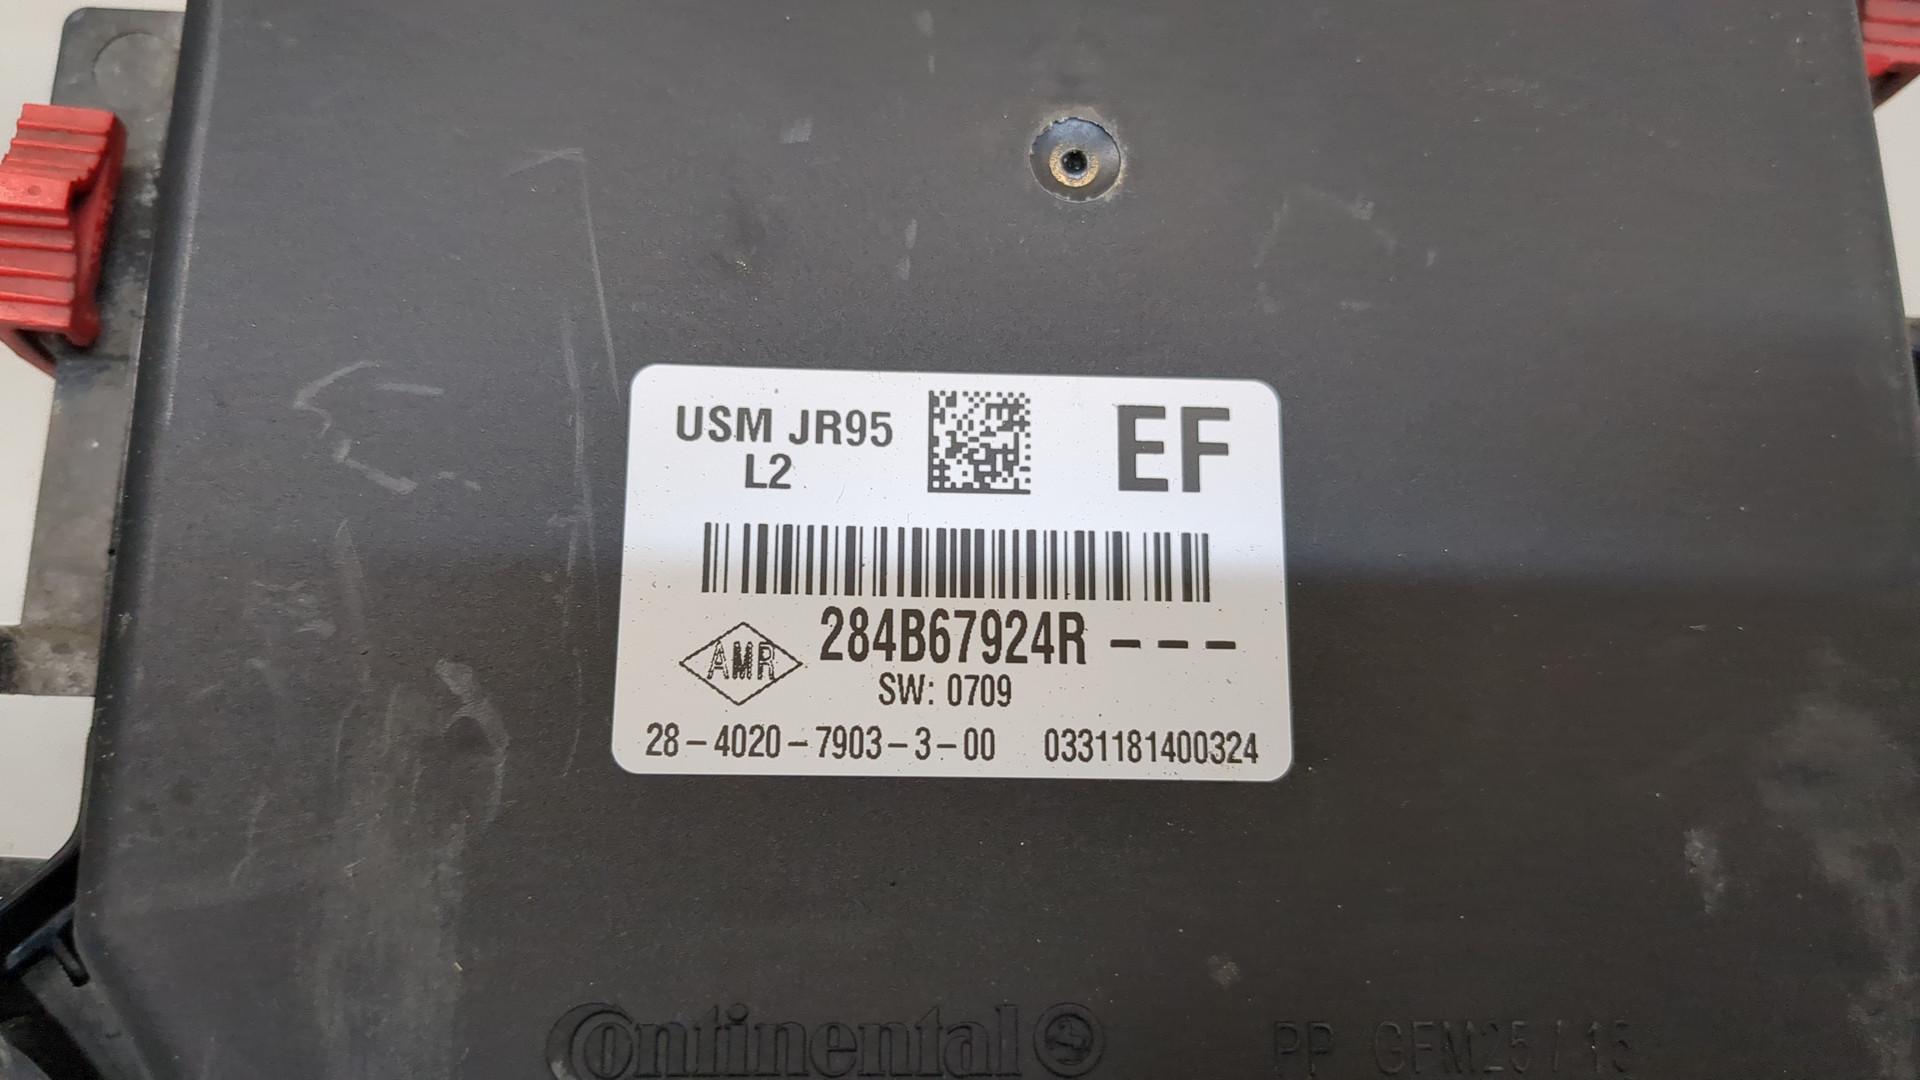 USM JR95
L2
EF
284B67924R – – –
AMR
SW: 0709
28–4020–7903–3–00 0331181400324
Continental
PP GFM25/15